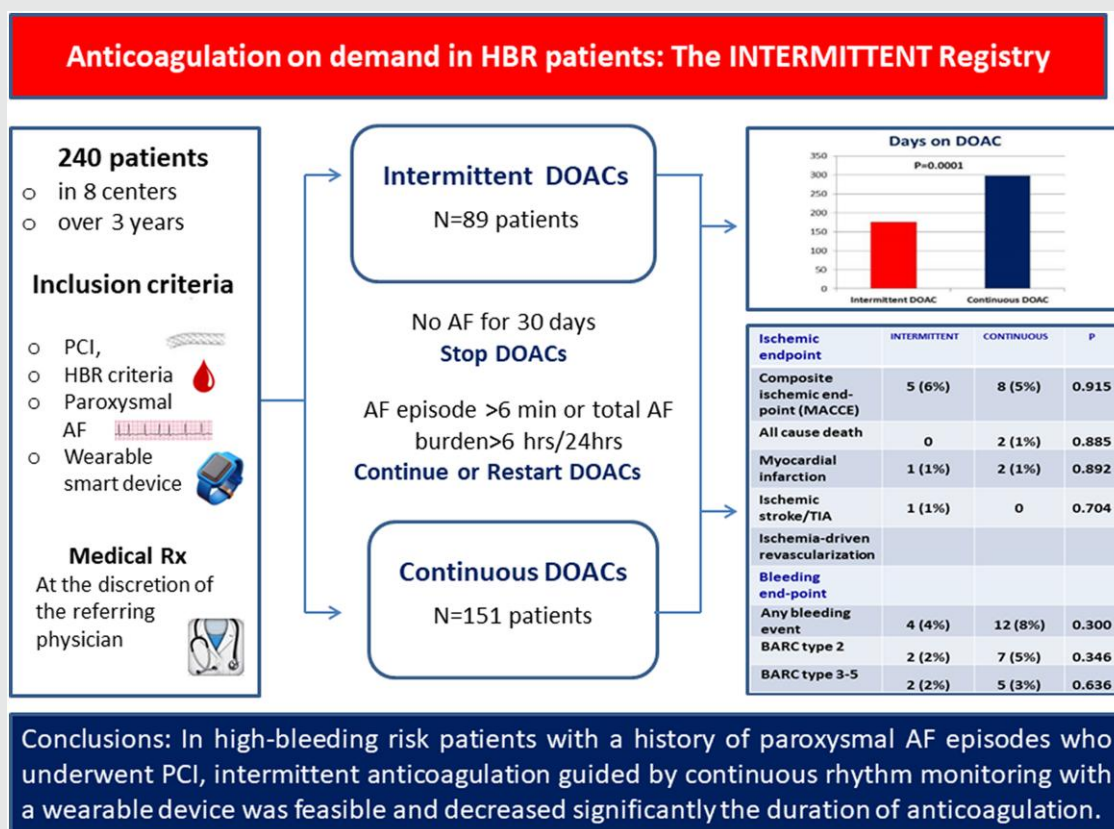 Anticoagulation on demand in HBR patients: The INTERMITTENT Registry
240 patients
o in 8 centers
o over 3 years
Inclusion criteria
o PCI,
o HBR criteria
o Paroxysmal
AF
o Wearable
smart device
Medical Rx
At the discretion of
the referring
physician
Intermittent DOACs
N=89 patients
No AF for 30 days
Stop DOACs
AF episode >6 min or total AF
burden>6 hrs/24hrs
Continue or Restart DOACs
Continuous DOACs
N=151 patients
Days on DOAC
P=0.0001
350
300
250
200
150
100
50
0
Intermittent DOAC Continuous DOAC
Ischemic INTERMITTENT CONTINUOUS P
endpoint
Composite
ischemic end- 5 (6%) 8 (5%) 0.915
point (MACCE)
All cause death 0 2 (1%) 0.885
Myocardial 1 (1%) 2 (1%) 0.892
infarction
Ischemic 1 (1%) 0 0.704
stroke/TIA
Ischemia-driven
revascularization
Bleeding
end-point
Any bleeding 4 (4%) 12 (8%) 0.300
event
BARC type 2 2 (2%) 7 (5%) 0.346
BARC type 3-5 2 (2%) 5 (3%) 0.636
Conclusions: In high-bleeding risk patients with a history of paroxysmal AF episodes who
underwent PCI, intermittent anticoagulation guided by continuous rhythm monitoring with
a wearable device was feasible and decreased significantly the duration of anticoagulation.